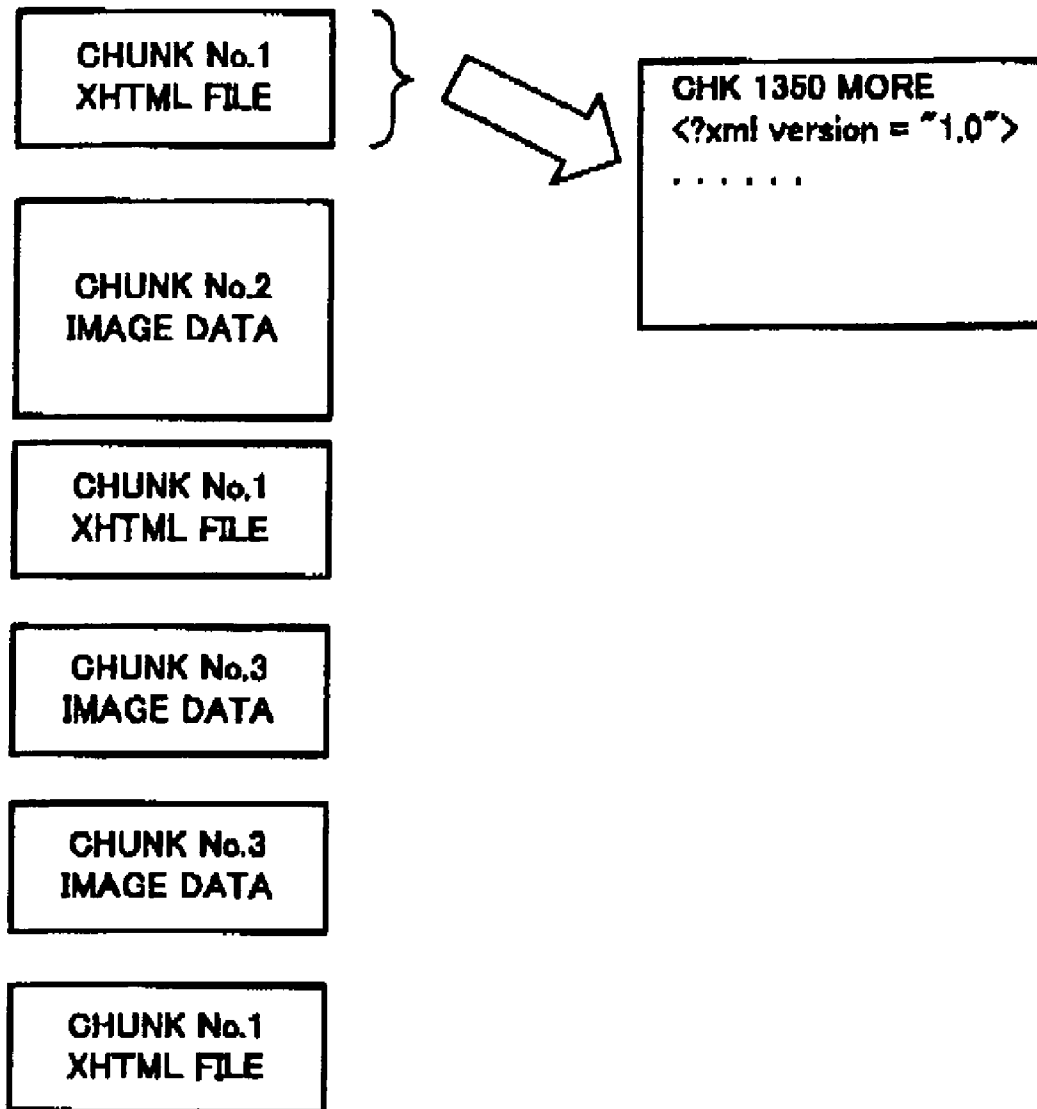 CHUNK No.1
XHTML FILE
CHK 1350 MORE
<?xml version = "1.0">
. . . . . .
CHUNK No.2
IMAGE DATA
CHUNK No.1
XHTML FILE
CHUNK No.3
IMAGE DATA
CHUNK No.3
IMAGE DATA
CHUNK No.1
XHTML FILE